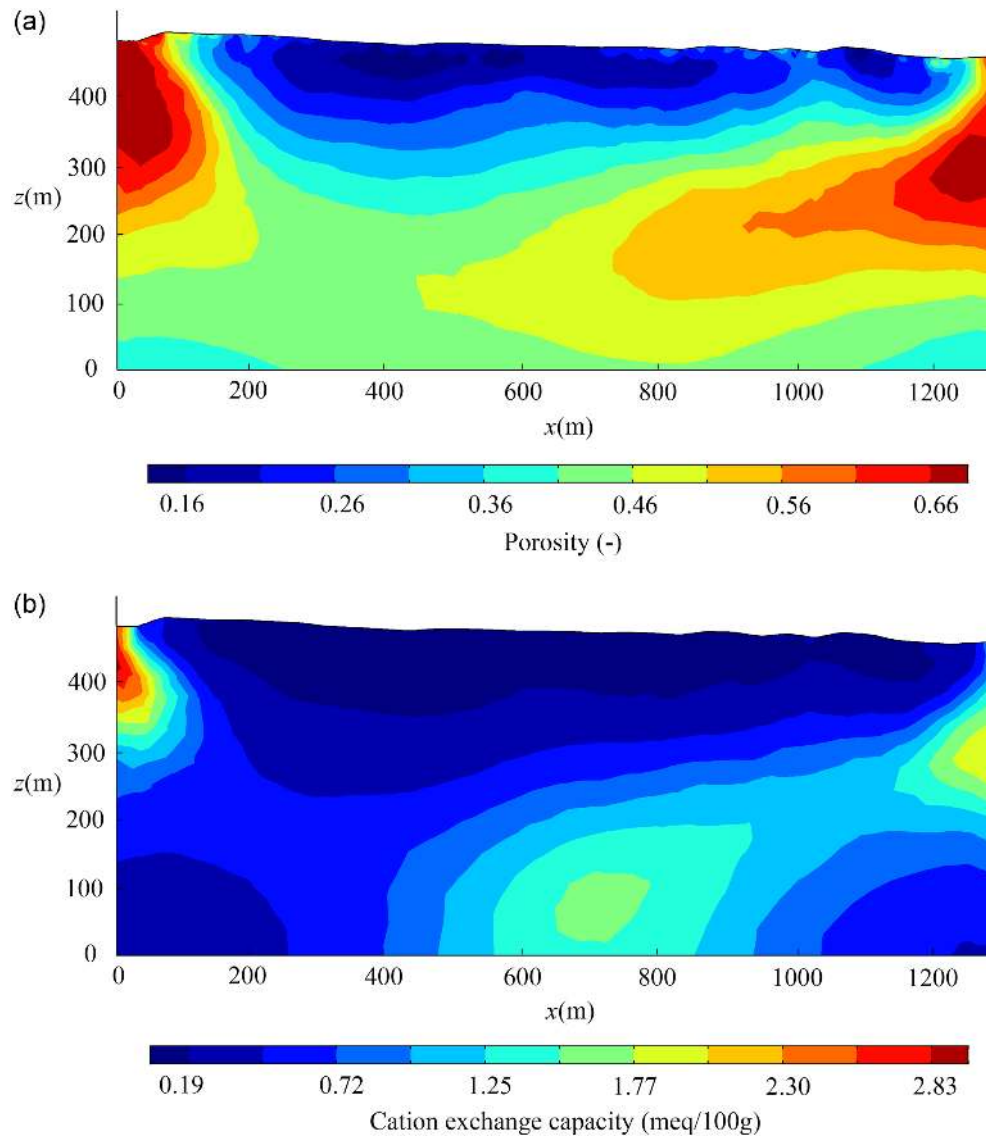 (a)
400
300
z(m)
200
100
0
0 200 400 600 800 1000 1200
x(m)
0.16 0.26 0.36 0.46 0.56 0.66
Porosity (-)
(b)
400
300
z(m)
200
100
0
0 200 400 600 800 1000 1200
x(m)
0.19 0.72 1.25 1.77 2.30 2.83
Cation exchange capacity (meq/100g)